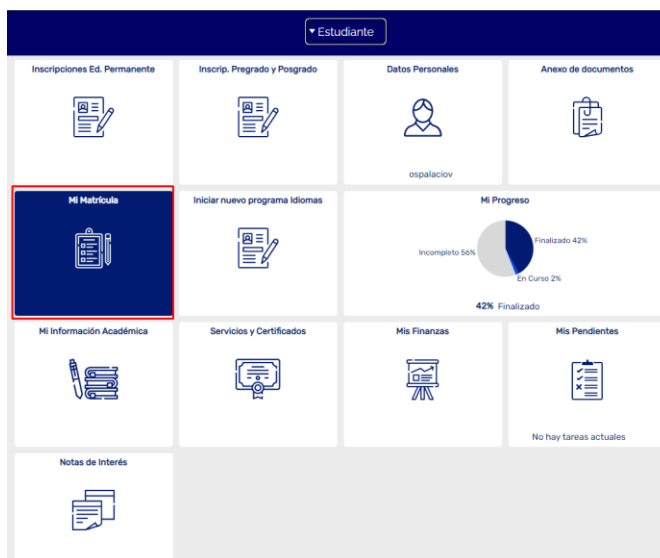 Estudiante
Inscripciones Ed. Permanente
Inscrip. Pregrado y Posgrado
Datos Personales
Anexo de documentos
ospalaciov
Mi Matrícula
Iniciar nuevo programa Idiomas
Mi Progreso
Finalizado 42%
Incompleto 56%
En Curso 2%
42% Finalizado
Mi Información Académica
Servicios y Certificados
Mis Finanzas
Mis Pendientes
No hay tareas actuales
Notas de Interés